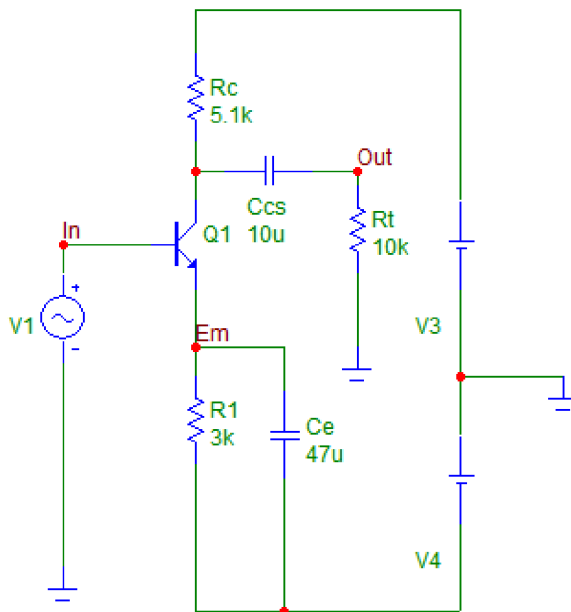 Rc
5.1k
Out
Ccs
10u
Rt
10k
In
Q1
+
V1
-
Em
V3
R1
3k
Ce
47u
V4